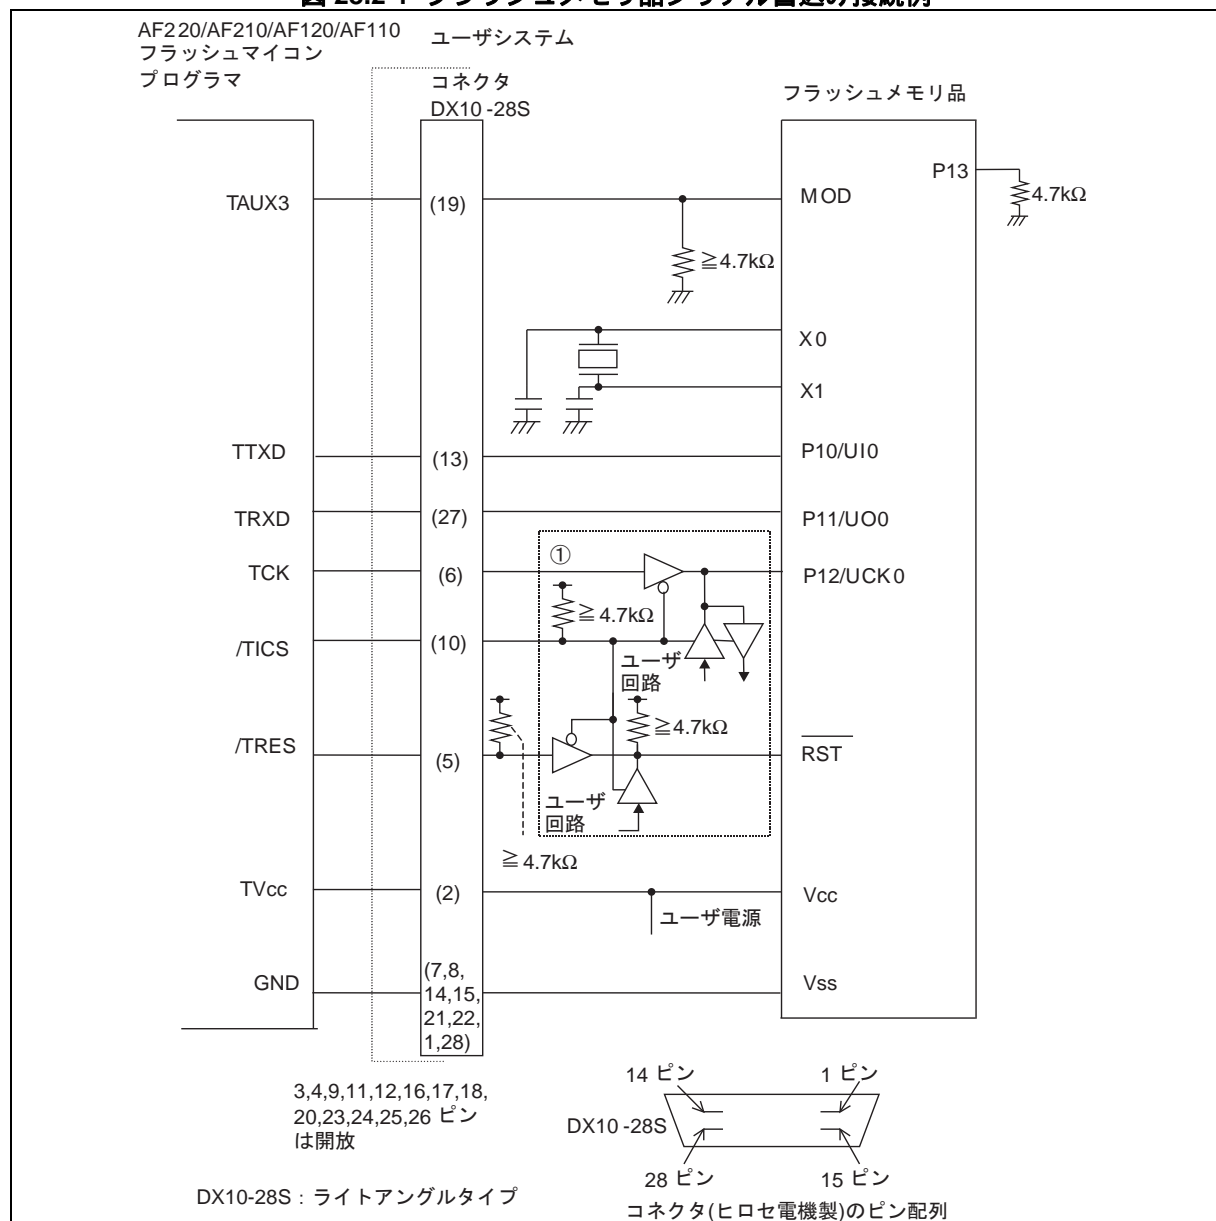 AF220/AF210/AF120/AF110
フラッシュマイコン
プログラマ
ユーザシステム
コネクタ
DX10-28S
フラッシュメモリ品
TAUX3
(19)
MOD
P13
4.7kΩ
≧4.7kΩ
X0
X1
TTXD
(13)
P10/UI0
TRXD
(27)
P11/UO0
①
TCK
(6)
P12/UCK0
≧4.7kΩ
/TICS
(10)
ユーザ
回路
≧4.7kΩ
/TRES
(5)
RST
ユーザ
回路
≧4.7kΩ
TVcc
(2)
Vcc
ユーザ電源
GND
(7,8,
14,15,
21,22,
1,28)
Vss
3,4,9,11,12,16,17,18,
20,23,24,25,26 ピン
は開放
14 ピン
1 ピン
DX10-28S
28 ピン
15 ピン
DX10-28S：ライトアングルタイプ
コネクタ(ヒロセ電機製)のピン配列